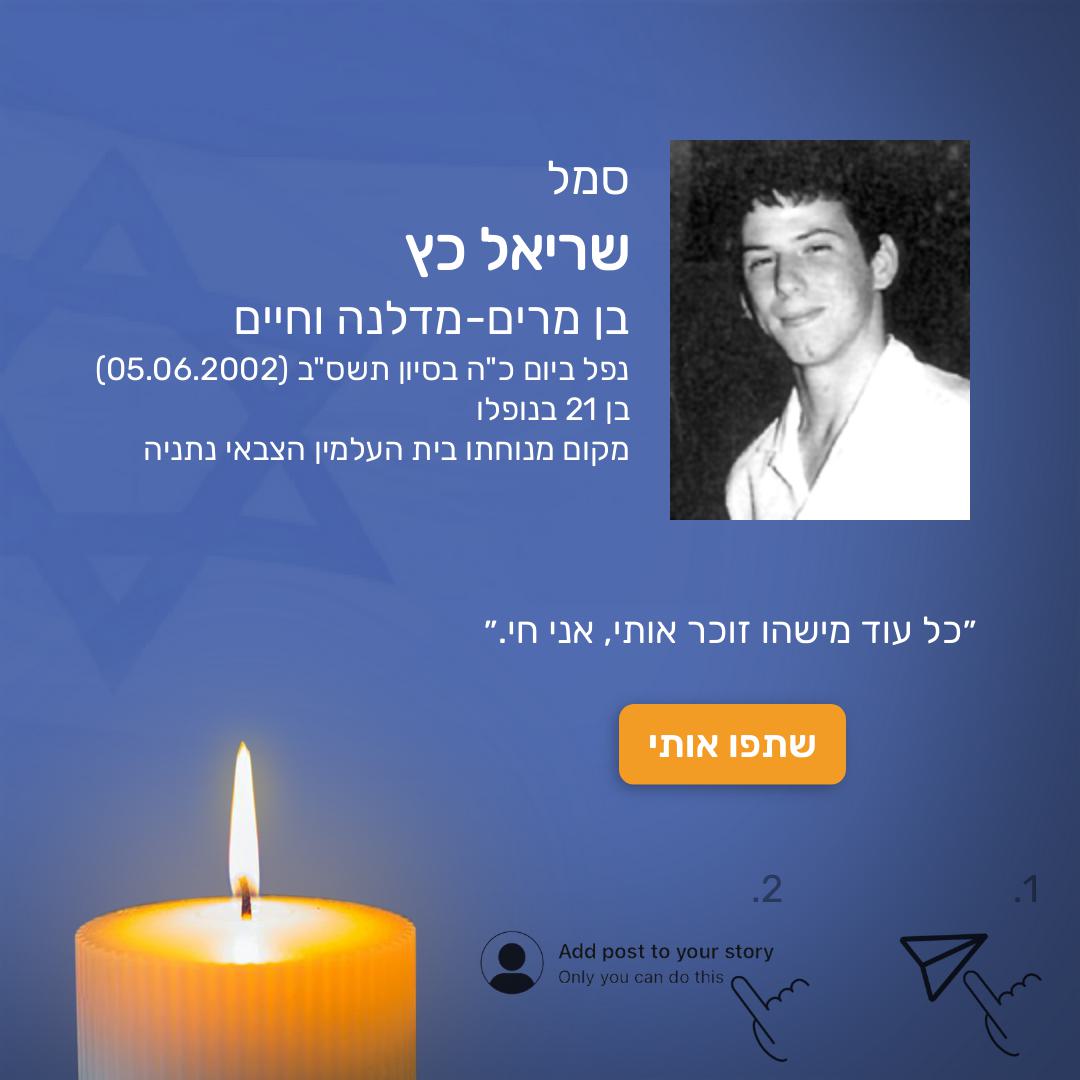 סמל
שריאל כץ
בן מרים-מדלנה וחיים
נפל ביום כ"ה בסיון תשס"ב (05.06.2002)
בן 21 בנופלו
מקום מנוחתו בית העלמין הצבאי נתניה
״כל עוד מישהו זוכר אותי, אני חי.״
שתפו אותי
.1
.2
Add post to your story
Only you can do this